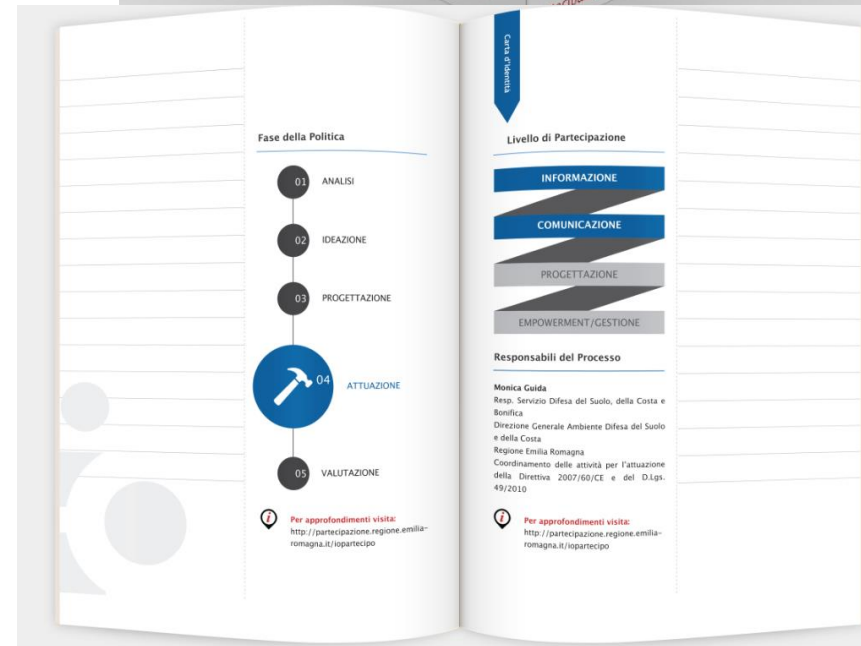 Fase della Politica
01 ANALISI
02 IDEAZIONE
03 PROGETTAZIONE
04 ATTUAZIONE
05 VALUTAZIONE
i Per approfondimenti visita:
http://partecipazione.regione.emilia-
romagna.it/iopartecipo
Carta d'identità
Livello di Partecipazione
INFORMAZIONE
COMUNICAZIONE
PROGETTAZIONE
EMPOWERMENT/GESTIONE
Responsabili del Processo
Monica Guida
Resp. Servizio Difesa del Suolo, della Costa e
Bonifica
Direzione Generale Ambiente Difesa del Suolo
e della Costa
Regione Emilia Romagna
Coordinamento delle attività per l'attuazione
della Direttiva 2007/60/CE e del D.Lgs.
49/2010
i Per approfondimenti visita:
http://partecipazione.regione.emilia-
romagna.it/iopartecipo